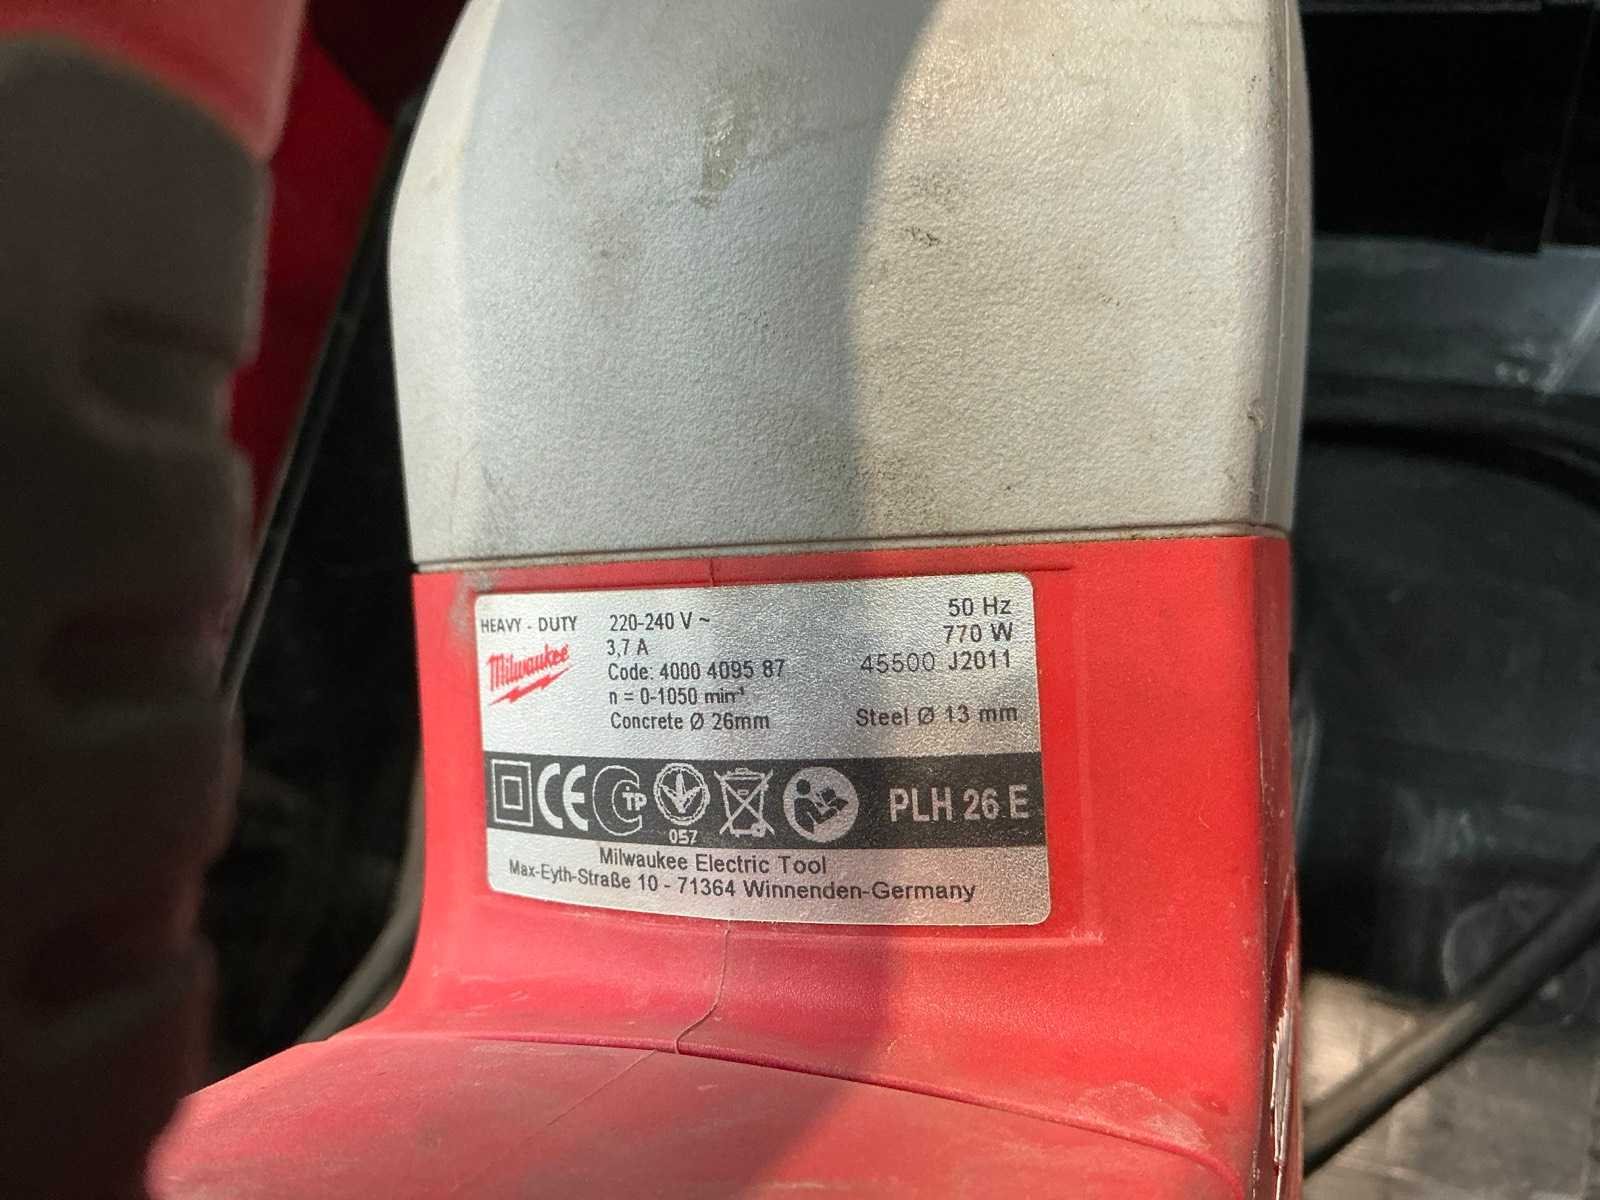 HEAVY - DUTY
Milwaukee
220-240 V ~
50 Hz
3,7 A
770 W
Code: 4000 4095 87
45500 J2011
n = 0-1050 min⁻¹
Concrete Ø 26mm
Steel Ø 13 mm
CE
TP
057
PLH 26 E
Milwaukee Electric Tool
Max-Eyth-Straße 10 - 71364 Winnenden-Germany